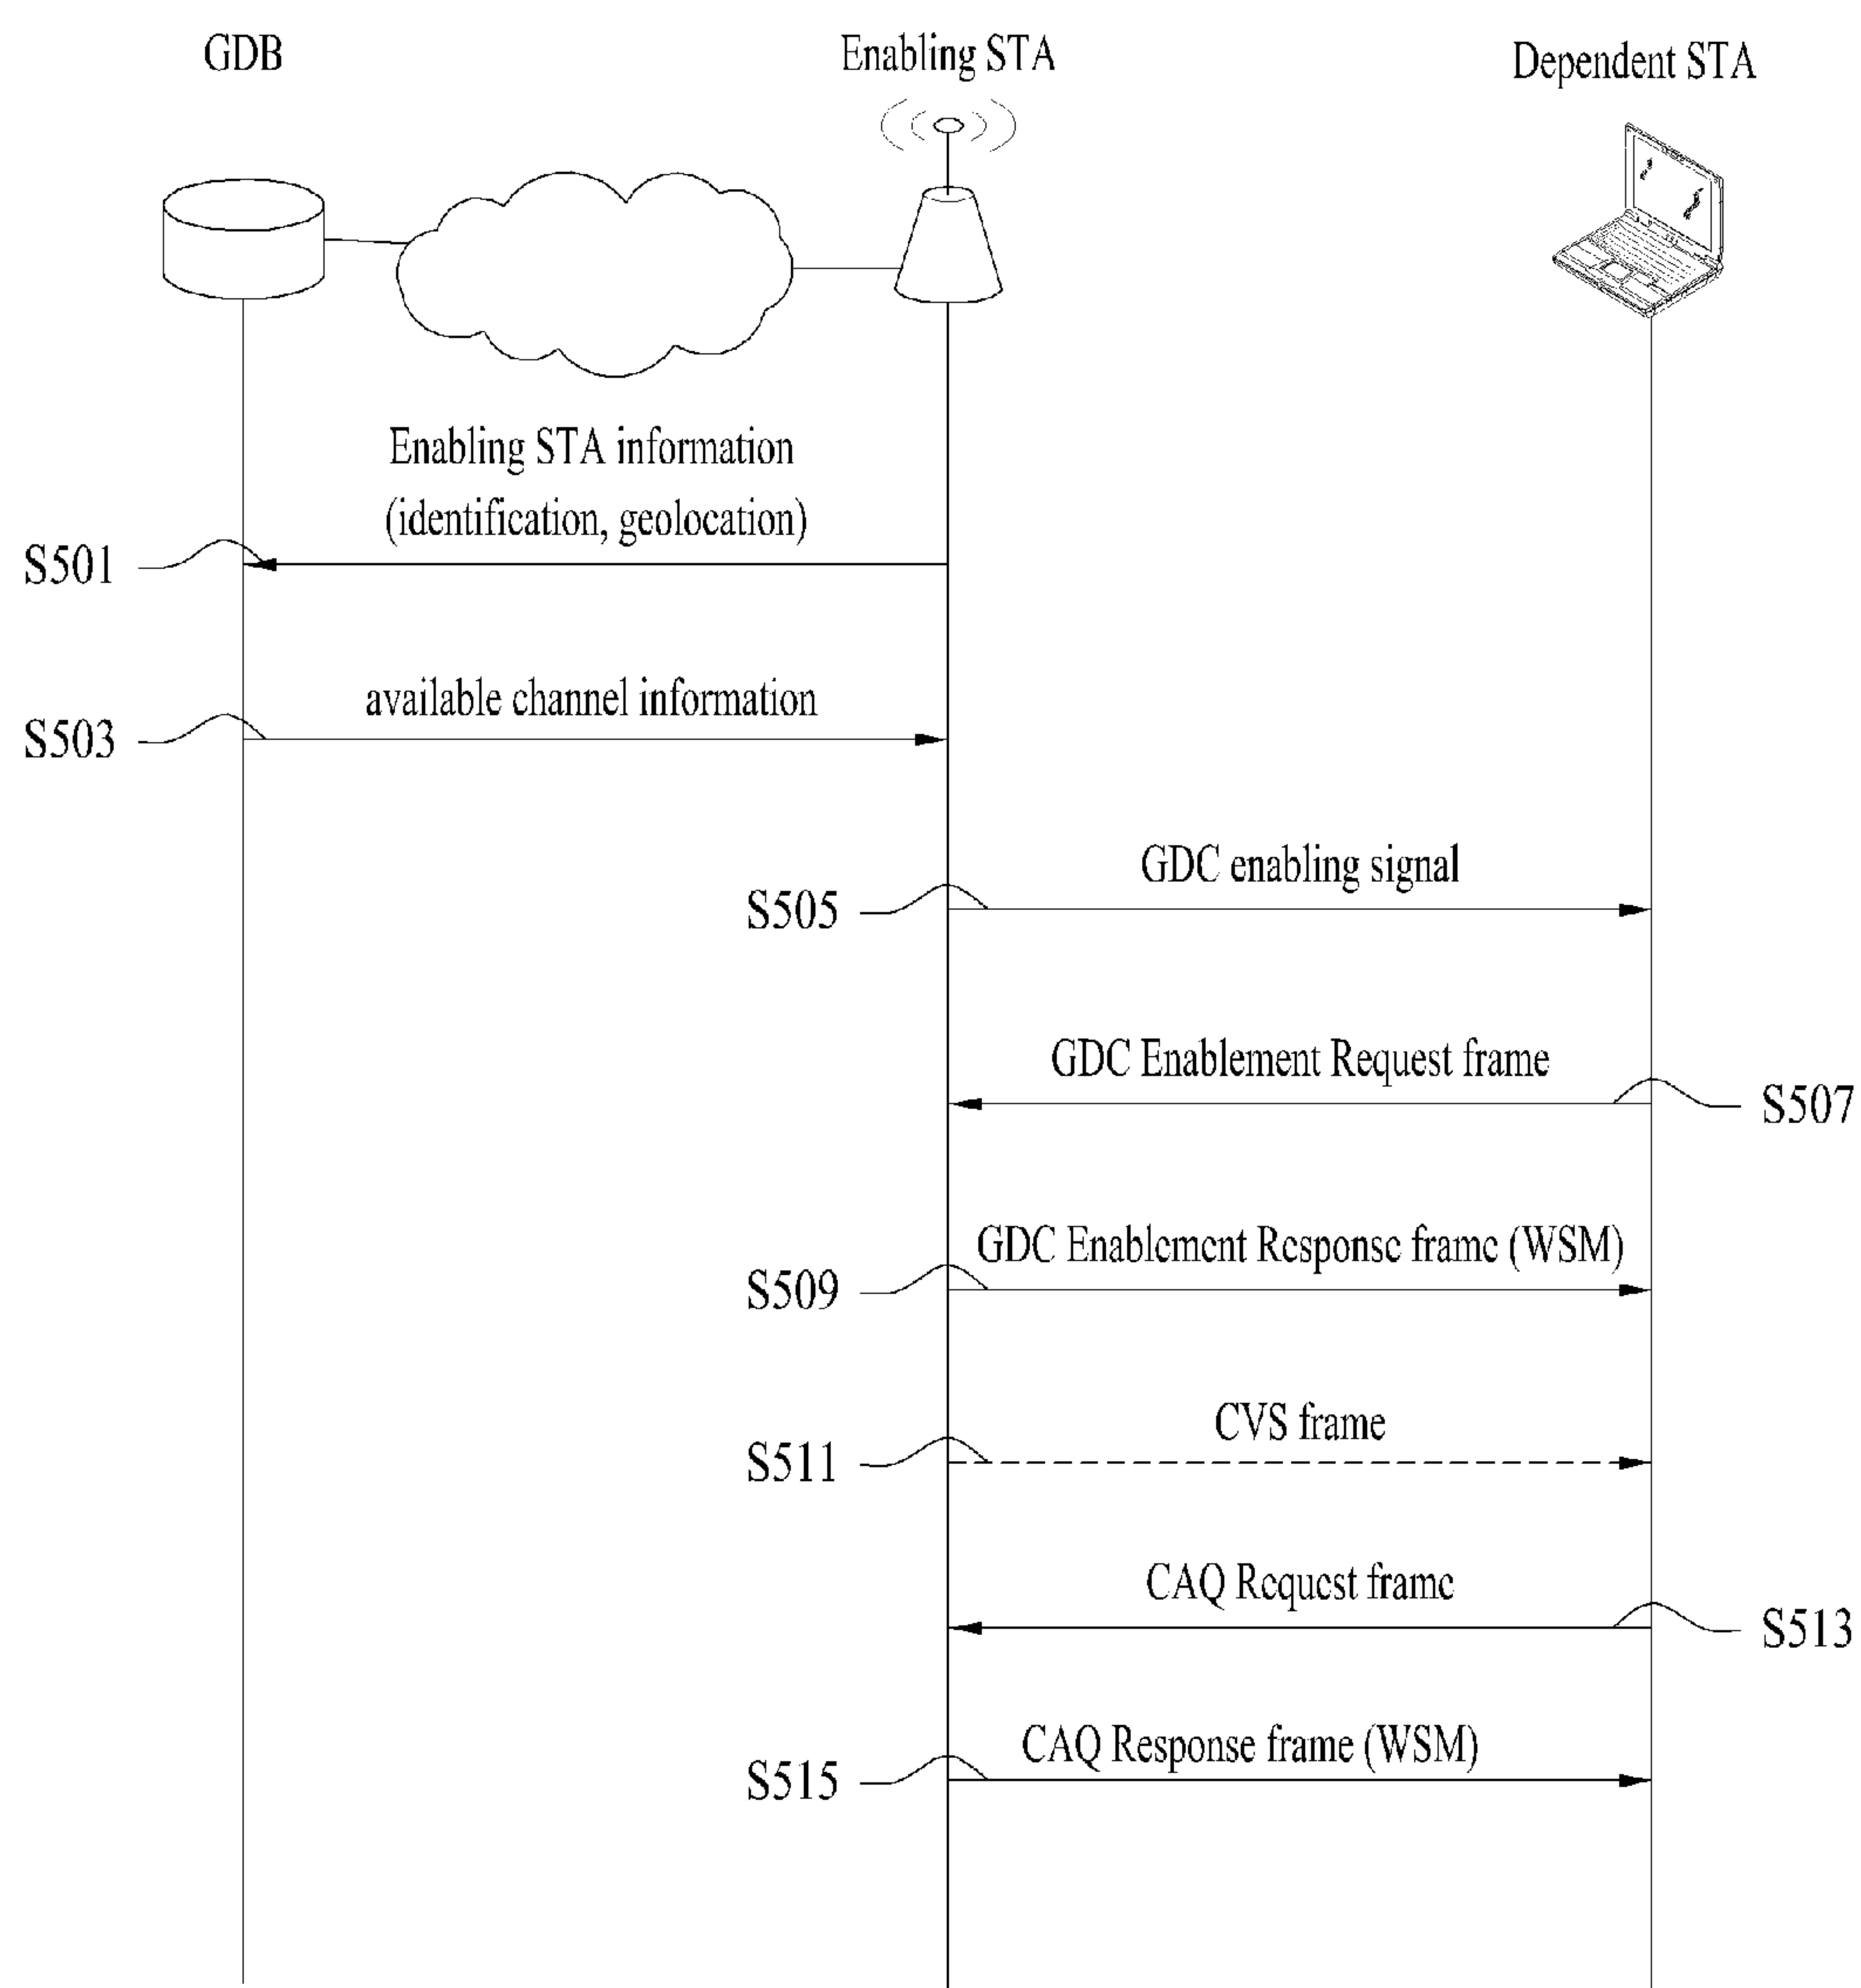 GDB
Enabling STA
Dependent STA
Enabling STA information
(identification, geolocation)
S501
available channel information
S503
GDC enabling signal
S505
GDC Enablement Request frame
S507
GDC Enablement Response frame (WSM)
S509
CVS frame
S511
CAQ Request frame
S513
CAQ Response frame (WSM)
S515